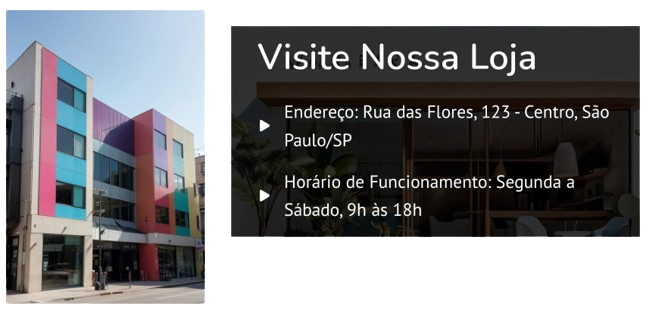 Visite Nossa Loja
Endereço: Rua das Flores, 123 - Centro, São
Paulo/SP
Horário de Funcionamento: Segunda a
Sábado, 9h às 18h